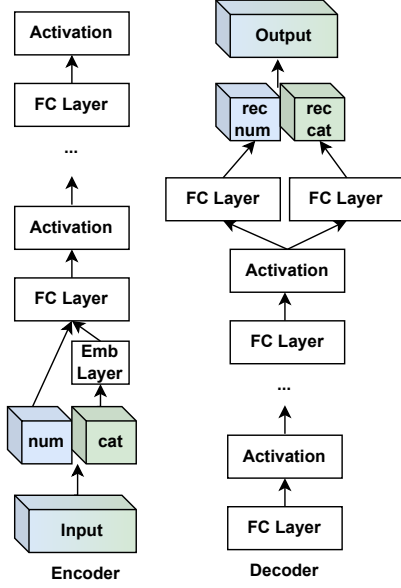 Activation
FC Layer
...
Activation
FC Layer
Emb
Layer
num
cat
Input
Encoder
Output
rec
num
rec
cat
FC Layer
FC Layer
Activation
FC Layer
...
Activation
FC Layer
Decoder